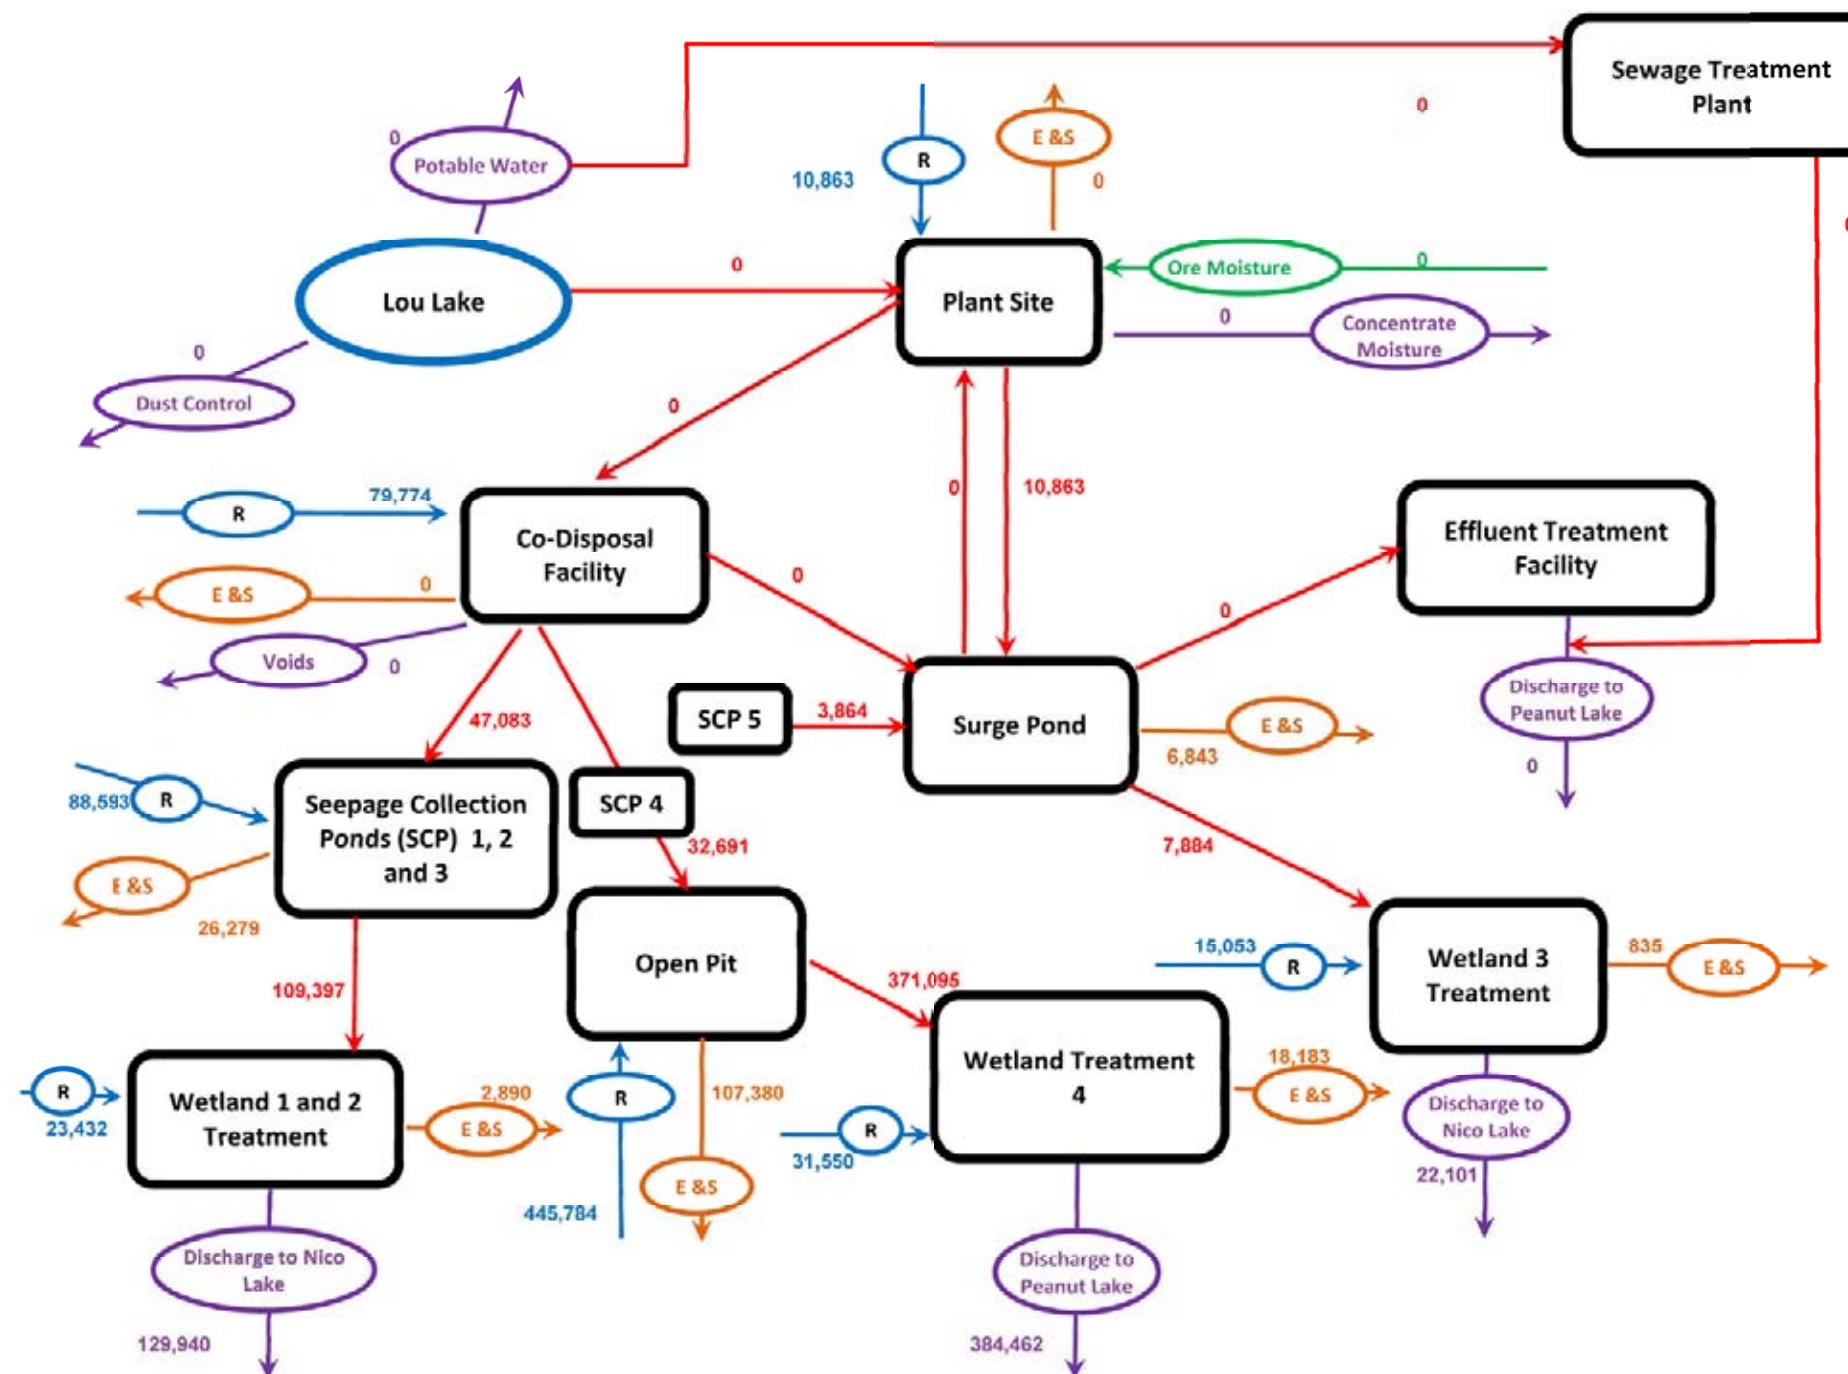 Sewage Treatment
Plant
0
0
Potable Water
R
10,863
E &S
0
0
Lou Lake
0
Plant Site
Ore Moisture
0
0
Concentrate
Moisture
0
Dust Control
0
R
79,774
Co-Disposal
Facility
E &S
0
Voids
0
0
0
10,863
0
Effluent Treatment
Facility
SCP 5
3,864
Surge Pond
6,843
E &S
Discharge to
Peanut Lake
0
47,083
88,593
R
Seepage Collection
Ponds (SCP) 1, 2
and 3
SCP 4
32,691
7,884
E &S
26,279
Open Pit
371,095
15,053
R
Wetland 3
Treatment
835
E &S
109,397
R
23,432
Wetland 1 and 2
Treatment
2,890
E &S
R
107,380
E &S
445,784
Wetland Treatment
4
R
31,550
18,183
E &S
Discharge to
Nico Lake
22,101
Discharge to Nico
Lake
129,940
Discharge to
Peanut Lake
384,462